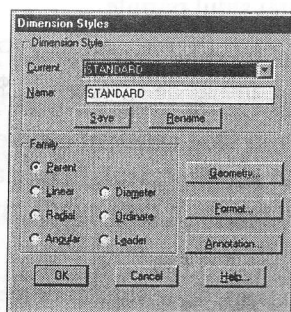 Dimension Styles
Dimension Style
Current: STANDARD
Name: STANDARD
Save Rename
Family
Parent
Linear Diameter
Radial Ordinate
Angular Leader
Geometry...
Format...
Annotation...
OK Cancel Help...